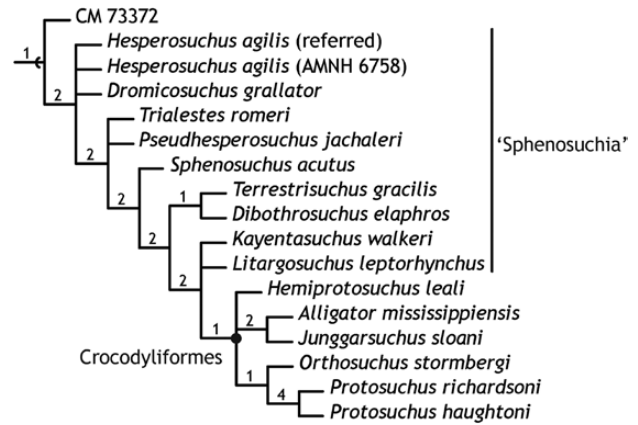 CM 73372
1
Hesperosuchus agilis (referred)
Hesperosuchus agilis (AMNH 6758)
2
Dromicosuchus grallator
Trialestes romeri
Pseudhesperosuchus jachaleri
'Sphenosuchia'
2
Sphenosuchus acutus
2
1
Terrestrisuchus gracilis
Dibothrosuchus elaphros
2
Kayentasuchus walkeri
Litargosuchus leptorhynchus
2
Hemiprotosuchus leali
Alligator mississippiensis
1
2
Junggarsuchus sloani
Crocodyliformes
Orthosuchus stormbergi
1
Protosuchus richardsoni
4
Protosuchus haughtoni